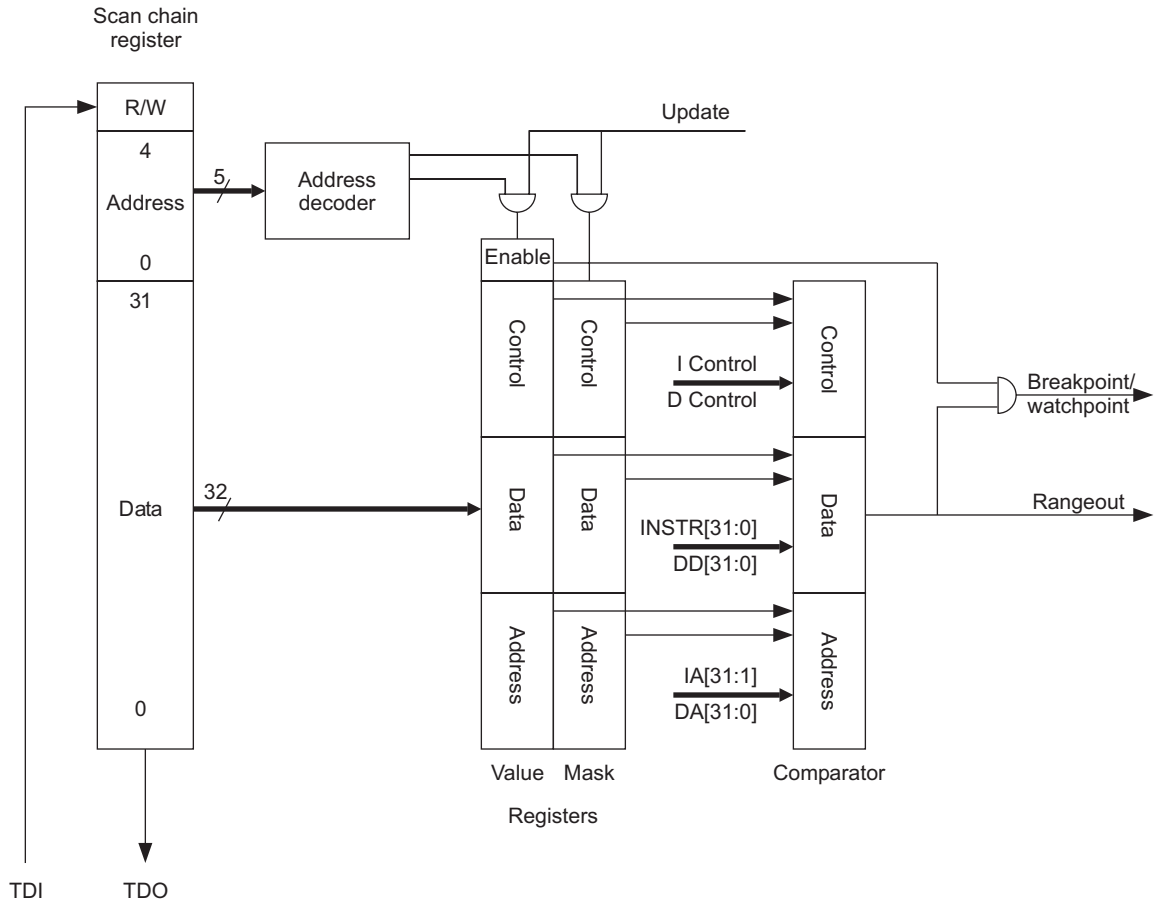 Scan chain
register
R/W
Update
4
5
Address
decoder
Address
0
Enable
31
Control
Control
Control
I Control
D Control
Breakpoint/
watchpoint
32
Data
Data
Data
Data
INSTR[31:0]
DD[31:0]
Rangeout
Address
Address
Address
IA[31:1]
DA[31:0]
0
Value
Mask
Comparator
Registers
TDI
TDO